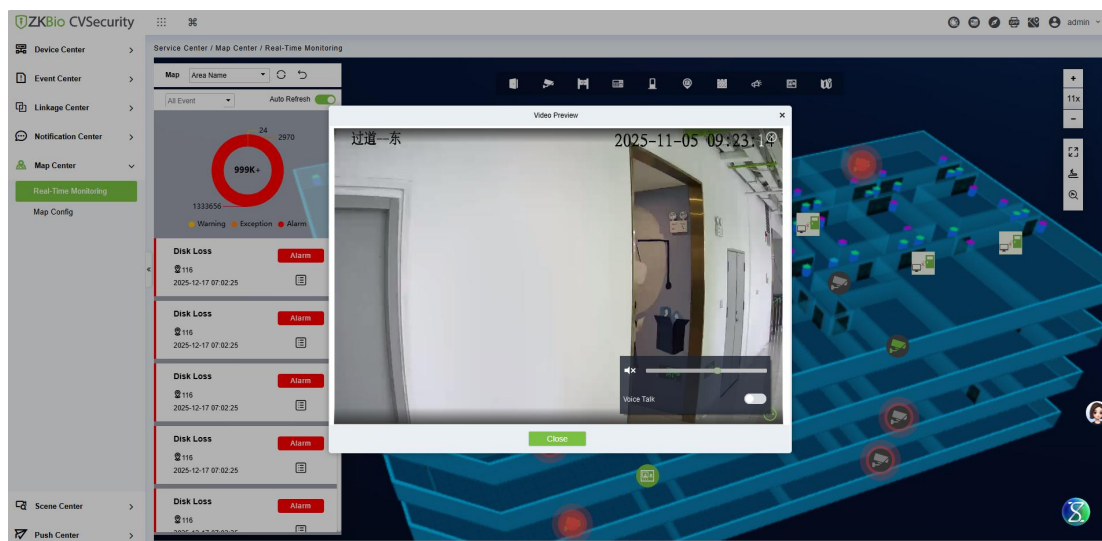 ZKBio CVSecurity
admin
Device Center
Event Center
Linkage Center
Notification Center
Map Center
Real-Time Monitoring
Map Config
Scene Center
Push Center
Service Center / Map Center / Real-Time Monitoring
Map
Area Name
All Event
Auto Refresh
24
2970
999K+
1333656
Warning
Exception
Alarm
Disk Loss
Alarm
116
2025-12-17 07:02:25
Disk Loss
Alarm
116
2025-12-17 07:02:25
Disk Loss
Alarm
116
2025-12-17 07:02:25
Disk Loss
Alarm
116
2025-12-17 07:02:25
Disk Loss
Alarm
116
Video Preview
过道--东
2025-11-05 09:23:14
Voice Talk
Close
+
11x
-